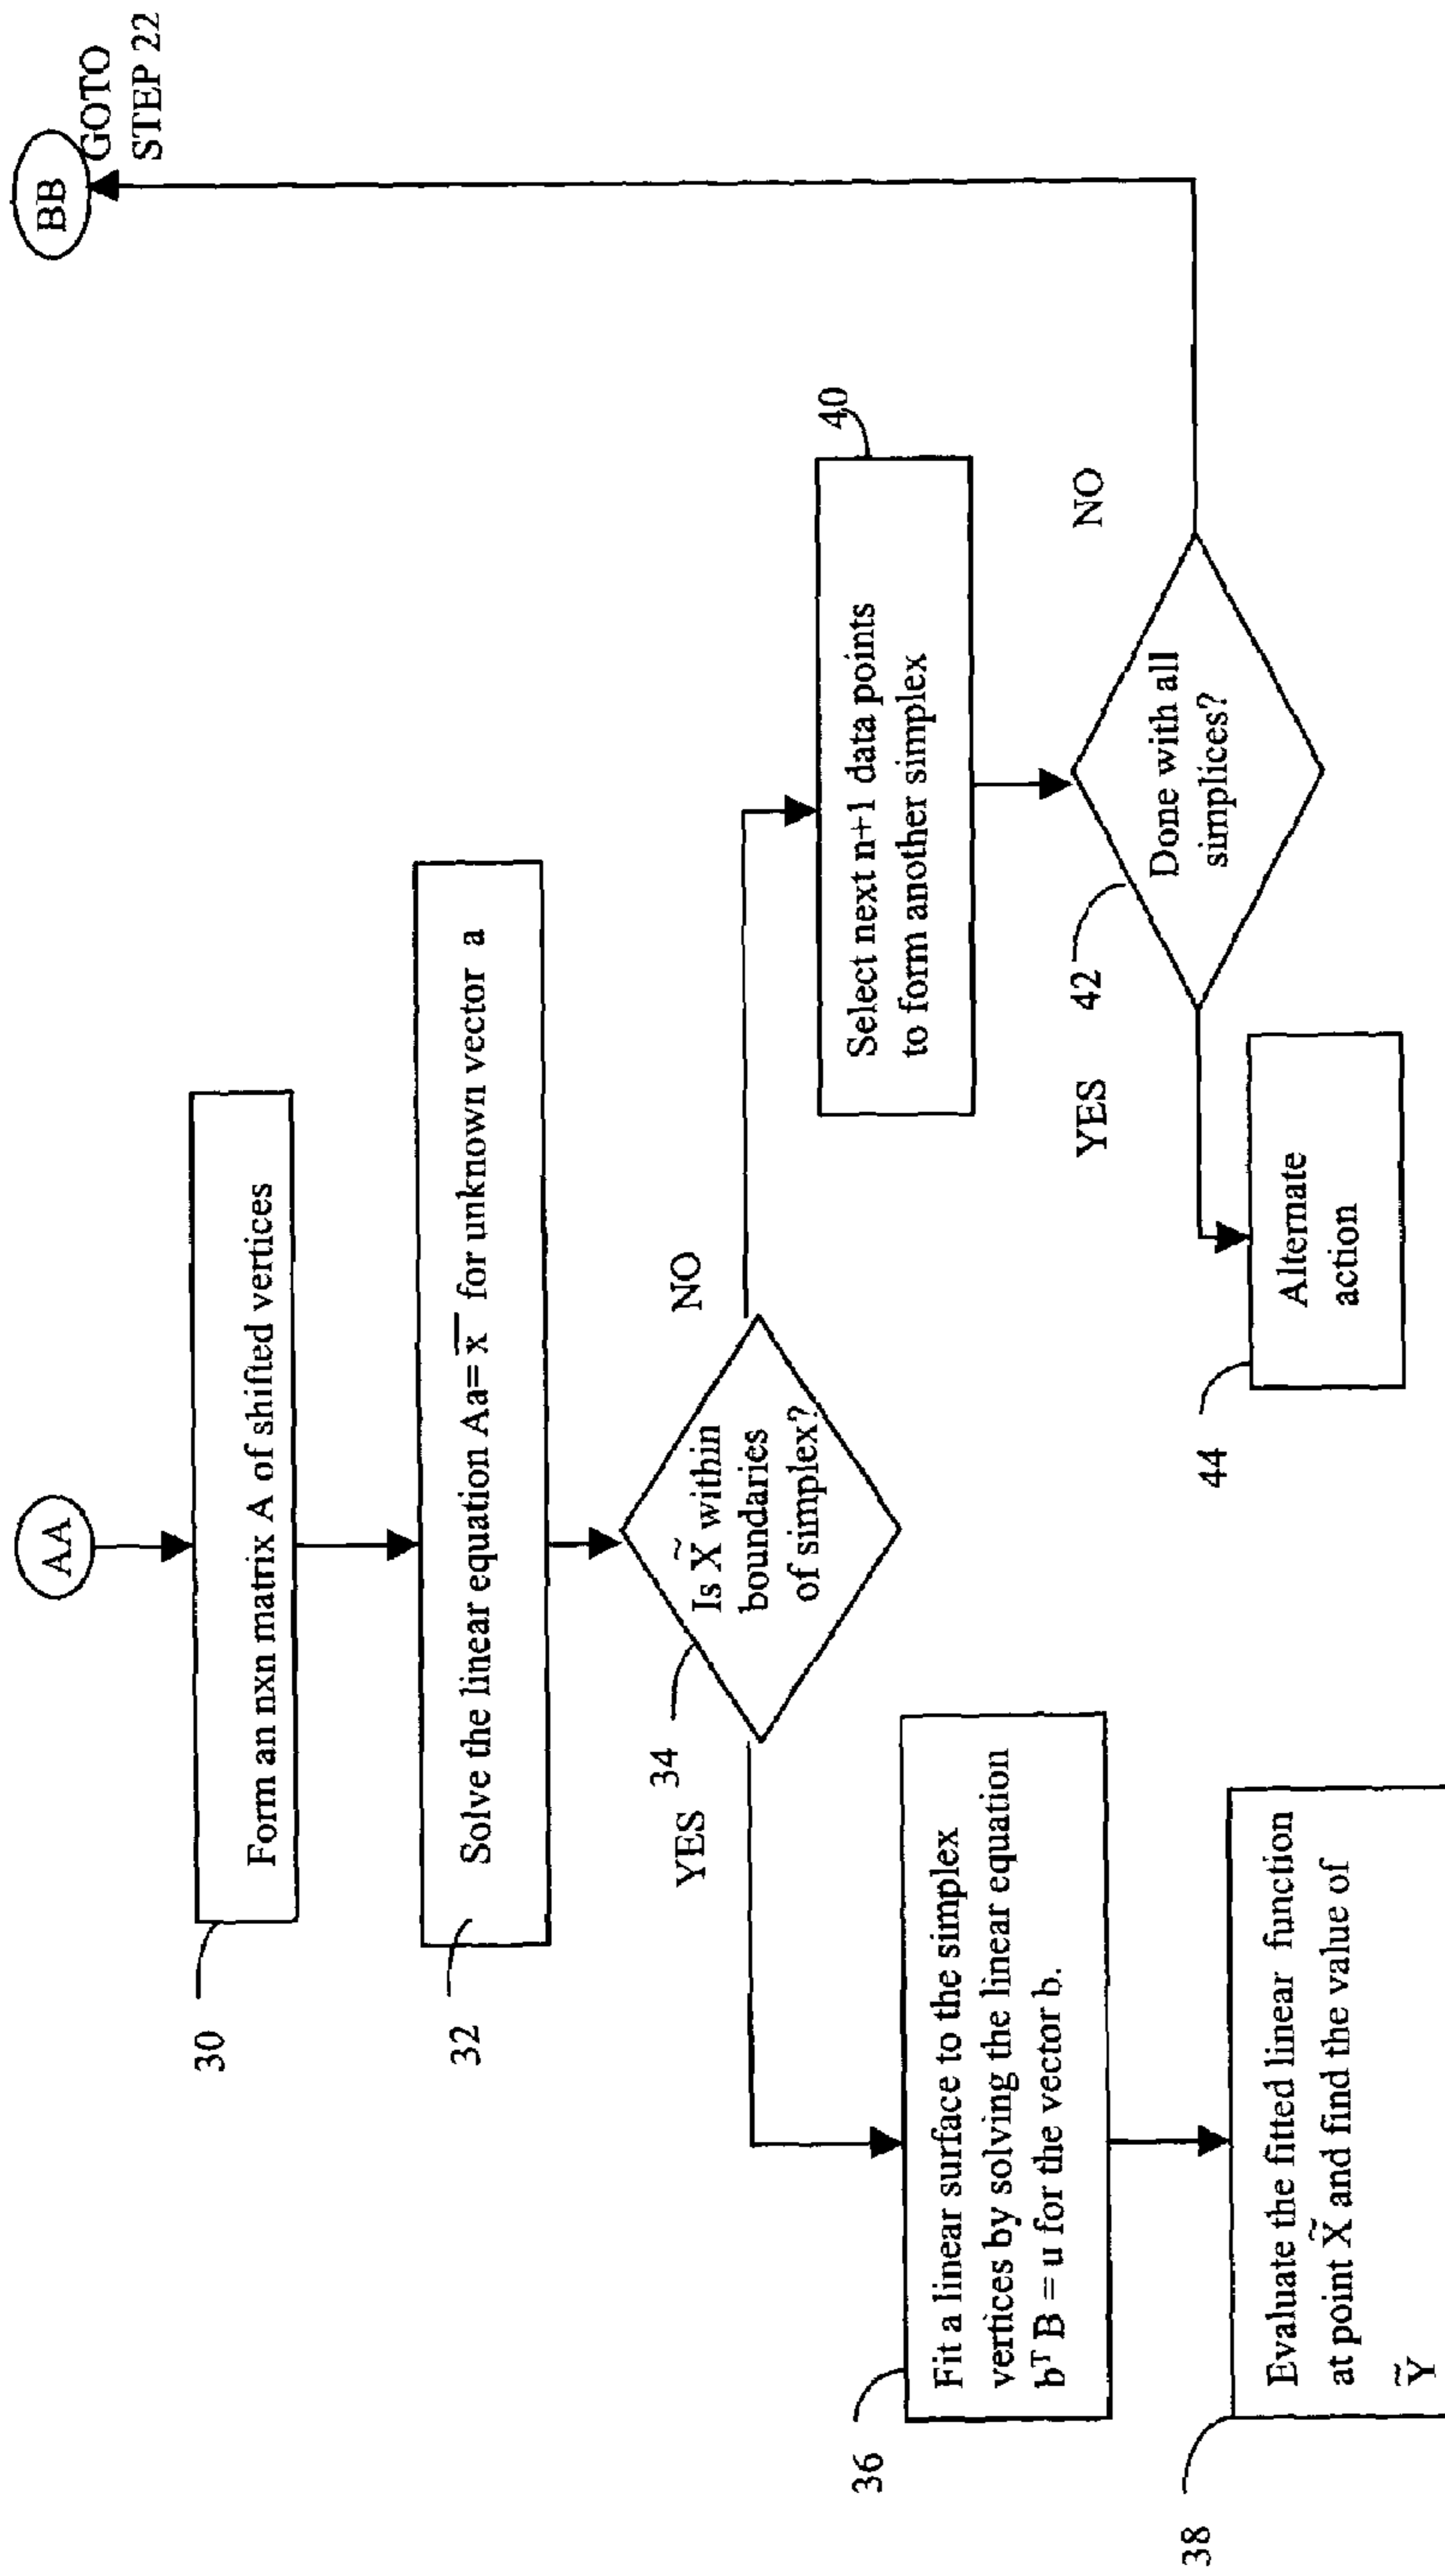 AA
BB
GOTO
STEP 22
30
Form an nxn matrix A of shifted vertices
32
Solve the linear equation Aa= x̅ for unknown vector a
34
Is X̃ within
boundaries
of simplex?
YES
NO
36
Fit a linear surface to the simplex
vertices by solving the linear equation
bᵀ B = u for the vector b.
38
Evaluate the fitted linear function
at point X̃ and find the value of
Ỹ
40
Select next n+1 data points
to form another simplex
42
Done with all
simplices?
YES
NO
44
Alternate
action